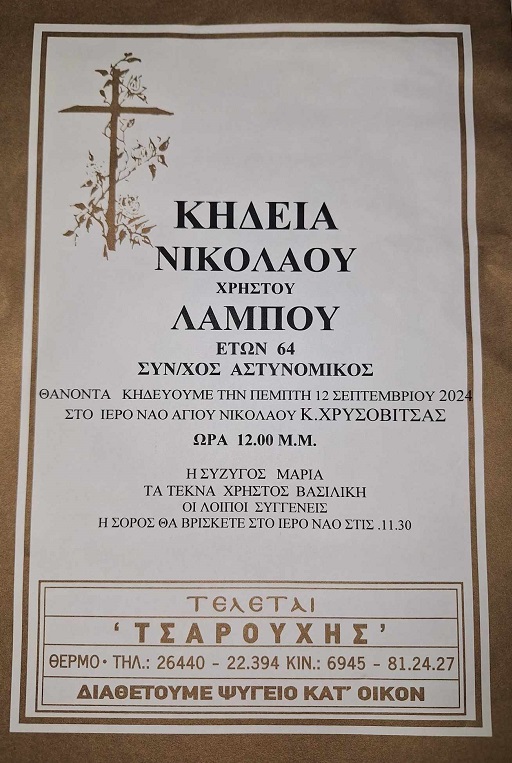 ΚΗΔΕΙΑ
ΝΙΚΟΛΑΟΥ
ΧΡΗΣΤΟΥ
ΛΑΜΠΟΥ
ΕΤΩΝ 64
ΣΥΝ/ΧΟΣ ΑΣΤΥΝΟΜΙΚΟΣ
ΘΑΝΟΝΤΑ ΚΗΔΕΥΟΥΜΕ ΤΗΝ ΠΕΜΠΤΗ 12 ΣΕΠΤΕΜΒΡΙΟΥ 2024
ΣΤΟ ΙΕΡΟ ΝΑΟ ΑΓΙΟΥ ΝΙΚΟΛΑΟΥ Κ.ΧΡΥΣΟΒΙΤΣΑΣ
ΩΡΑ 12.00 Μ.Μ.
Η ΣΥΖΥΓΟΣ ΜΑΡΙΑ
ΤΑ ΤΕΚΝΑ ΧΡΗΣΤΟΣ ΒΑΣΙΛΙΚΗ
ΟΙ ΛΟΙΠΟΙ ΣΥΓΓΕΝΕΙΣ
Η ΣΟΡΟΣ ΘΑ ΒΡΙΣΚΕΤΕ ΣΤΟ ΙΕΡΟ ΝΑΟ ΣΤΙΣ .11.30
ΤΕΛΕΤΑΙ
‘ΤΣΑΡΟΥΧΗΣ’
ΘΕΡΜΟ • ΤΗΛ.: 26440 - 22.394 ΚΙΝ.: 6945 - 81.24.27
ΔΙΑΘΕΤΟΥΜΕ ΨΥΓΕΙΟ ΚΑΤ’ ΟΙΚΟΝ